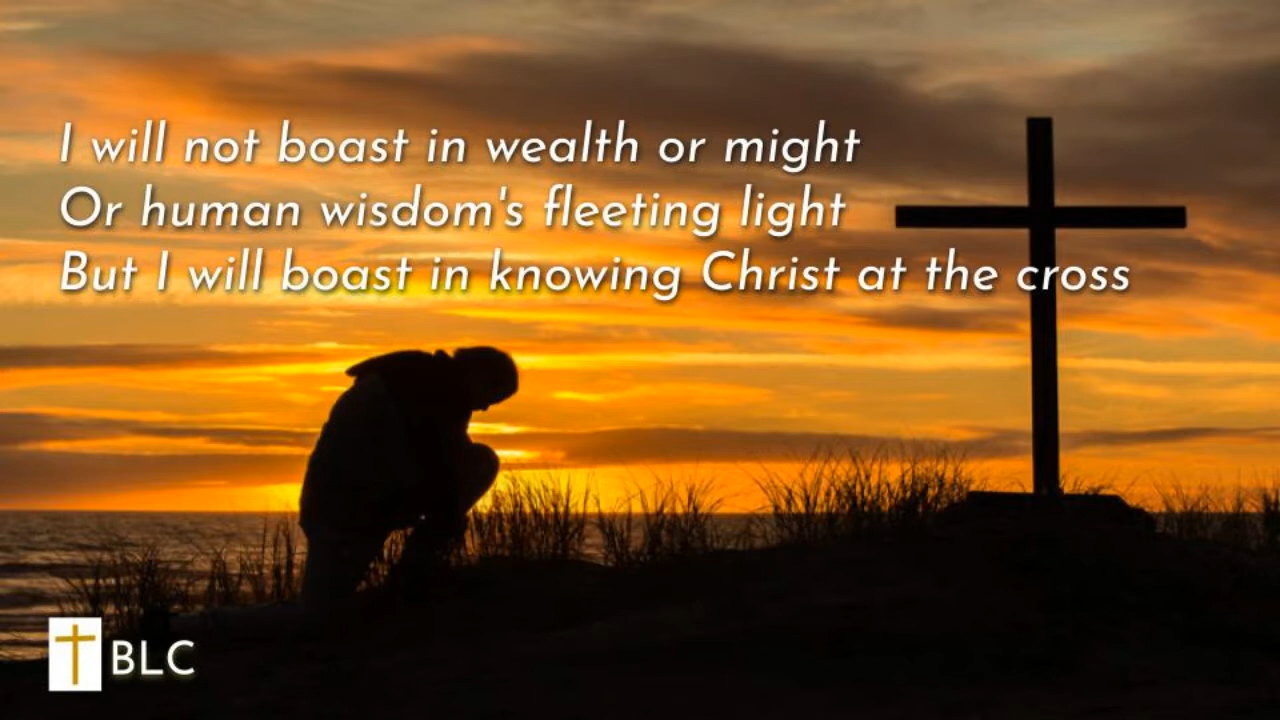 I will not boast in wealth or might
Or human wisdom's fleeting light
But I will boast in knowing Christ at the cross
BLC